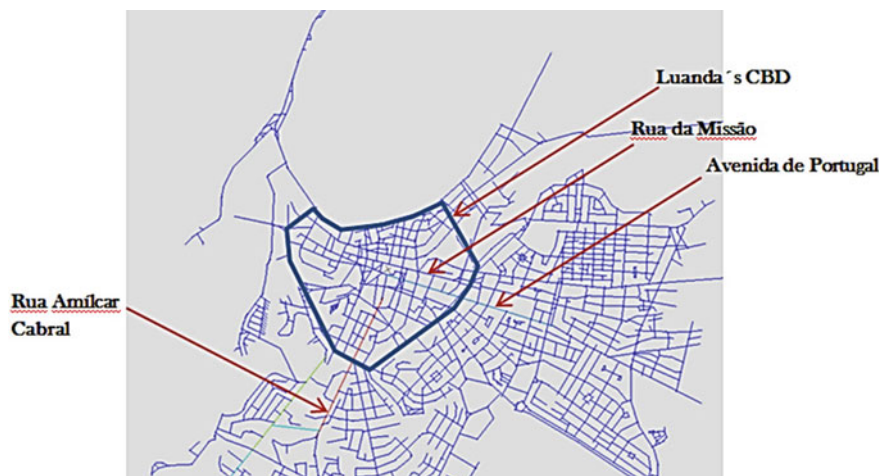 Luanda´s CBD
Rua da Missão
Avenida de Portugal
Rua Amílcar
Cabral